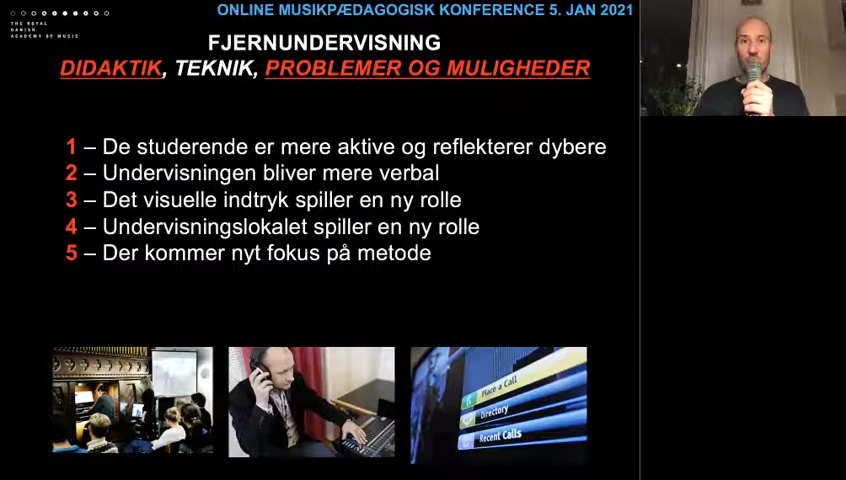 ONLINE MUSIKPÆDAGOGISK KONFERENCE 5. JAN 2021
THE ROYAL
DANISH
ACADEMY OF MUSIC
FJERNUNDERVISNING
DIDAKTIK, TEKNIK, PROBLEMER OG MULIGHEDER
1 – De studerende er mere aktive og reflekterer dybere
2 – Undervisningen bliver mere verbal
3 – Det visuelle indtryk spiller en ny rolle
4 – Undervisningslokalet spiller en ny rolle
5 – Der kommer nyt fokus på metode
Place a Call
Directory
Recent Calls